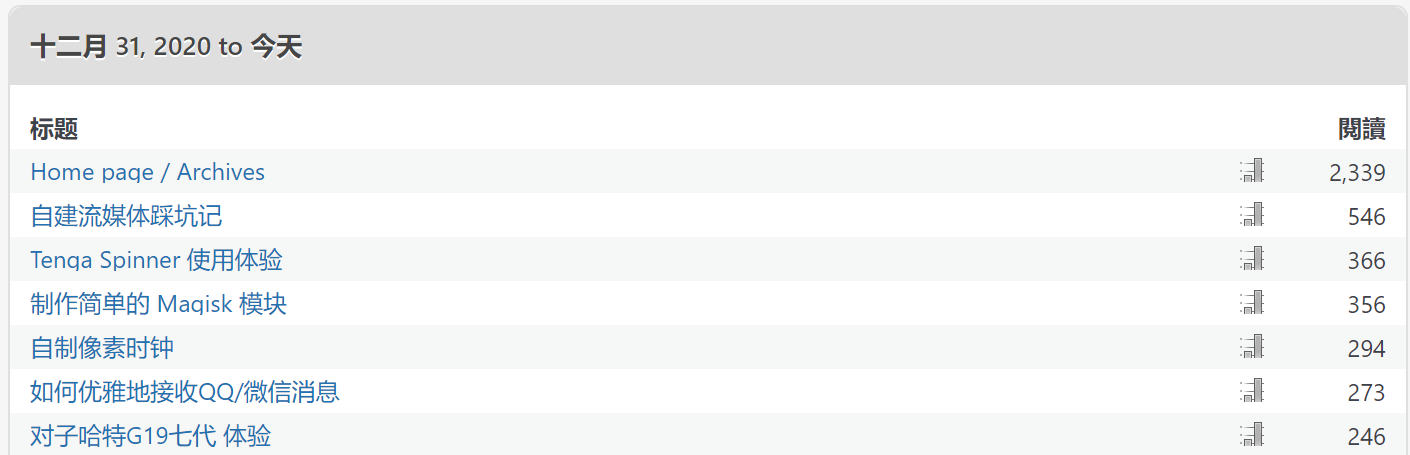 十二月 31, 2020 to 今天
标题 閱讀
Home page / Archives 2,339
自建流媒体踩坑记 546
Tenga Spinner 使用体验 366
制作简单的 Magisk 模块 356
自制像素时钟 294
如何优雅地接收QQ/微信消息 273
对子哈特G19七代 体验 246